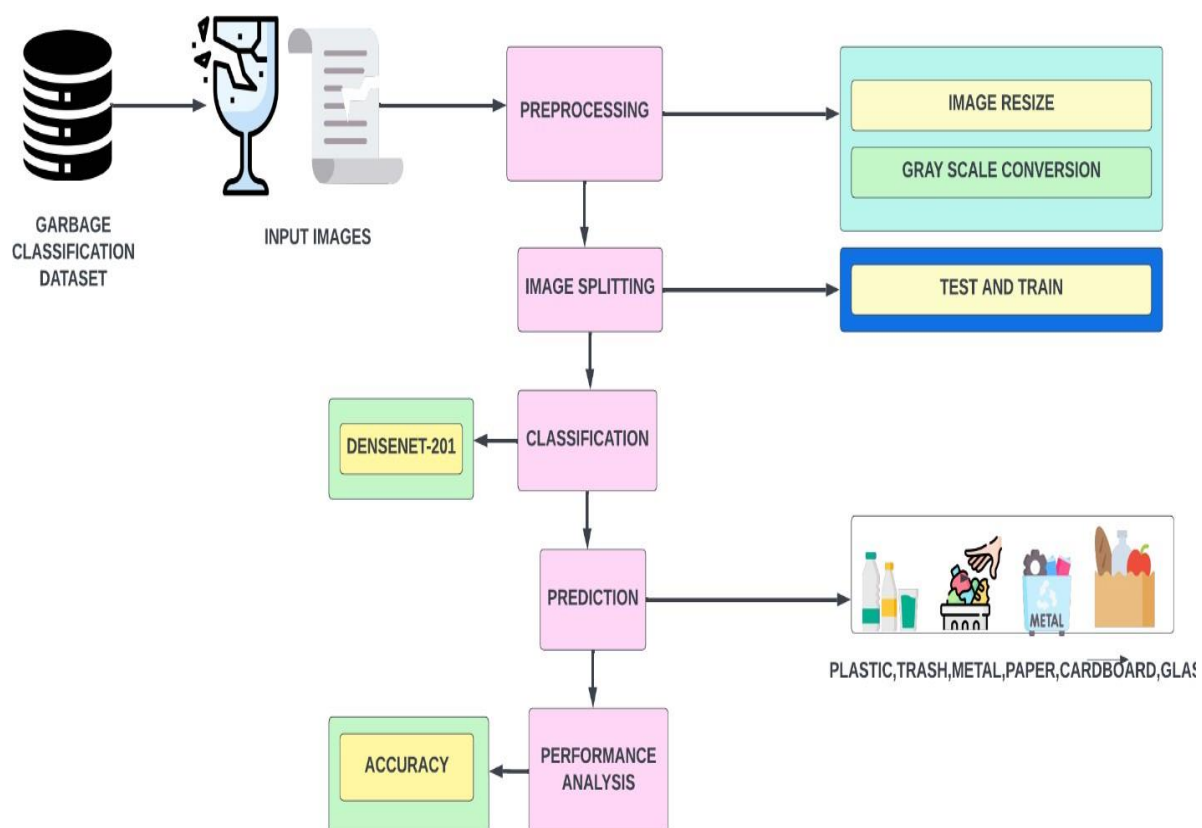 GARBAGE
CLASSIFICATION
DATASET
INPUT IMAGES
PREPROCESSING
IMAGE RESIZE
GRAY SCALE CONVERSION
IMAGE SPLITTING
TEST AND TRAIN
CLASSIFICATION
DENSENET-201
PREDICTION
METAL
PLASTIC,TRASH,METAL,PAPER,CARDBOARD,GLAS
PERFORMANCE
ANALYSIS
ACCURACY